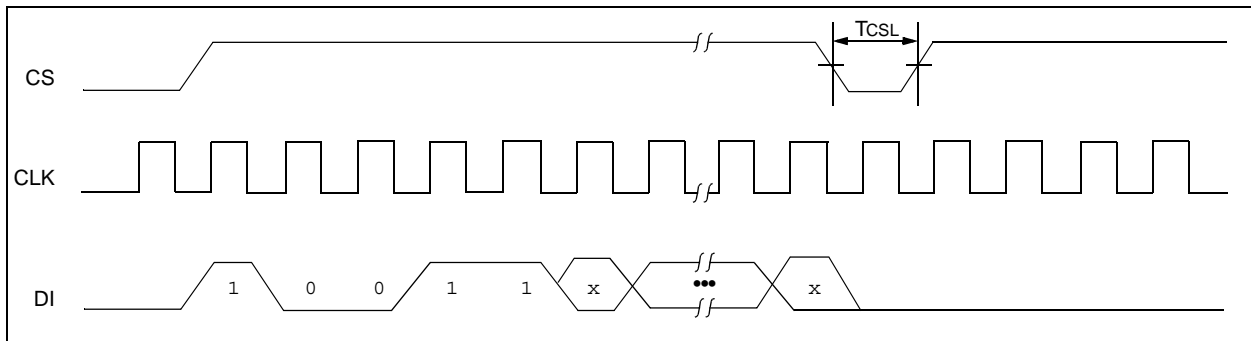 TCSL
CS
CLK
DI
1 0 0 1 1 x ••• x